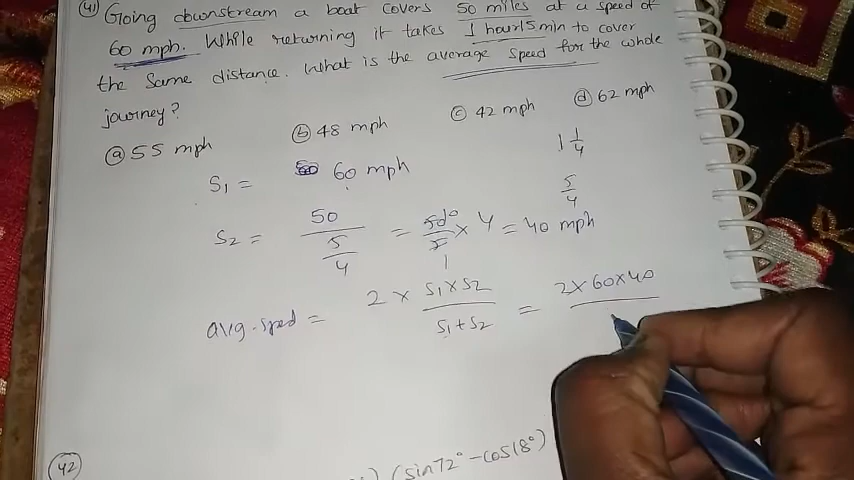 41 Going downstream a boat covers 50 miles at a speed of
60 mph. While returning it takes 1 hour 15 min to cover
the same distance. What is the average speed for the whole
journey?
a 55 mph b 48 mph c 42 mph d 62 mph
1 1/4
S1 = 60 mph
5/4
S2 = 50 / (5/4) = 50/5 × 4 = 40 mph
10
1
avg. sped = 2 × S1×S2 / S1+S2 = 2×60×40
42 (sin72° - cos18°)